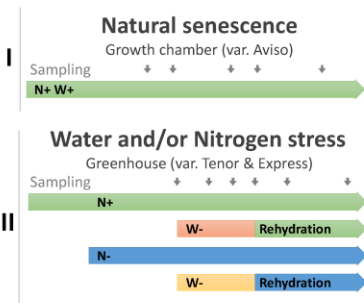 Natural senescence
I
Growth chamber (var. Aviso)
Sampling
N+ W+
Water and/or Nitrogen stress
Greenhouse (var. Tenor & Express)
Sampling
N+
II
W- Rehydration
N-
W- Rehydration